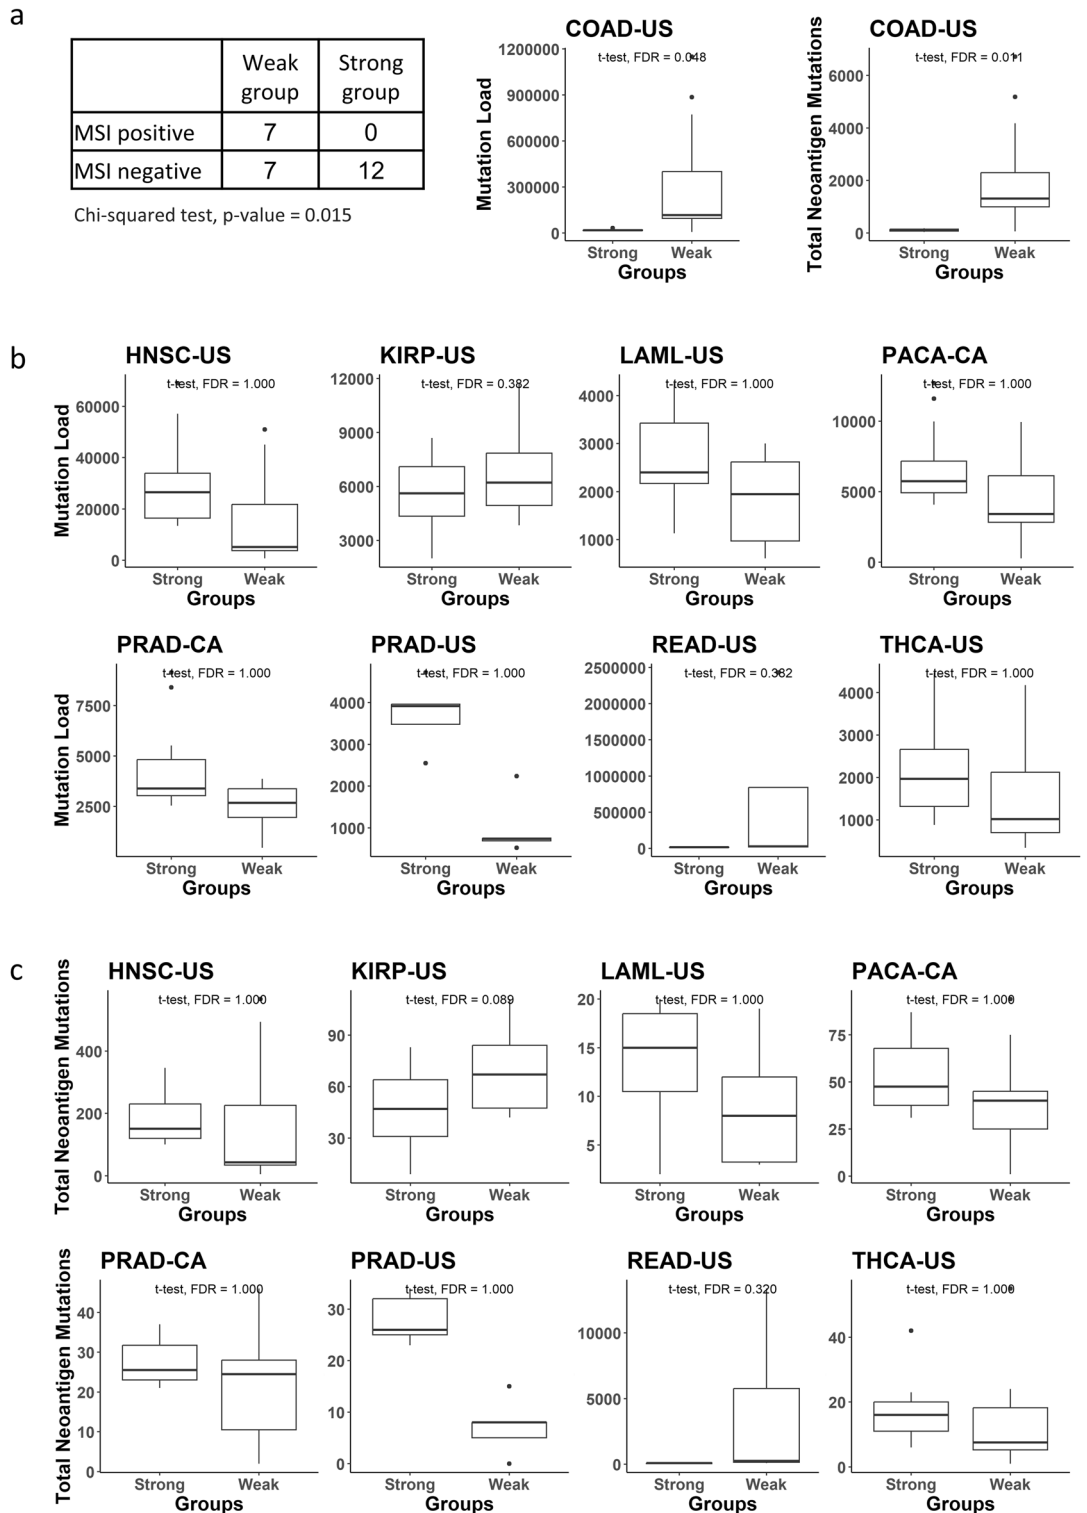 a
Weak group Strong group
MSI positive 7 0
MSI negative 7 12
Chi-squared test, p-value = 0.015
COAD-US
t-test, FDR = 0.048
Mutation Load
1200000
900000
600000
300000
0
Strong Weak
Groups
COAD-US
t-test, FDR = 0.011
Total Neoantigen Mutations
6000
4000
2000
0
Strong Weak
Groups
b
HNSC-US
t-test, FDR = 1.000
Mutation Load
60000
40000
20000
0
Strong Weak
Groups
KIRP-US
t-test, FDR = 0.382
12000
9000
6000
3000
Strong Weak
Groups
LAML-US
t-test, FDR = 1.000
4000
3000
2000
1000
Strong Weak
Groups
PACA-CA
t-test, FDR = 1.000
10000
5000
0
Strong Weak
Groups
PRAD-CA
t-test, FDR = 1.000
Mutation Load
7500
5000
2500
Strong Weak
Groups
PRAD-US
t-test, FDR = 1.000
4000
3000
2000
1000
Strong Weak
Groups
READ-US
t-test, FDR = 0.382
2500000
2000000
1500000
1000000
500000
0
Strong Weak
Groups
THCA-US
t-test, FDR = 1.000
4000
3000
2000
1000
Strong Weak
Groups
c
HNSC-US
t-test, FDR = 1.000
Total Neoantigen Mutations
400
200
0
Strong Weak
Groups
KIRP-US
t-test, FDR = 0.089
90
60
30
Strong Weak
Groups
LAML-US
t-test, FDR = 1.000
20
15
10
5
Strong Weak
Groups
PACA-CA
t-test, FDR = 1.000
75
50
25
0
Strong Weak
Groups
PRAD-CA
t-test, FDR = 1.000
Total Neoantigen Mutations
40
30
20
10
0
Strong Weak
Groups
PRAD-US
t-test, FDR = 1.000
30
20
10
0
Strong Weak
Groups
READ-US
t-test, FDR = 0.320
10000
5000
0
Strong Weak
Groups
THCA-US
t-test, FDR = 1.000
40
20
0
Strong Weak
Groups